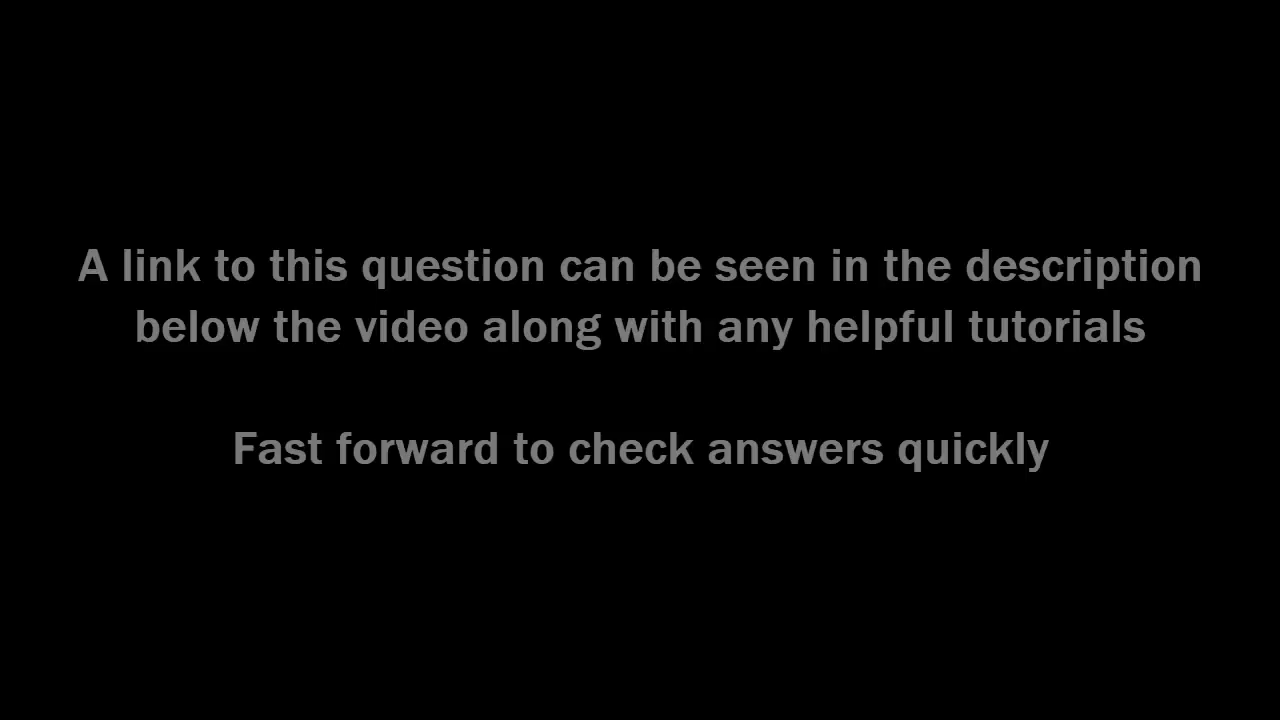 A link to this question can be seen in the description
below the video along with any helpful tutorials
Fast forward to check answers quickly